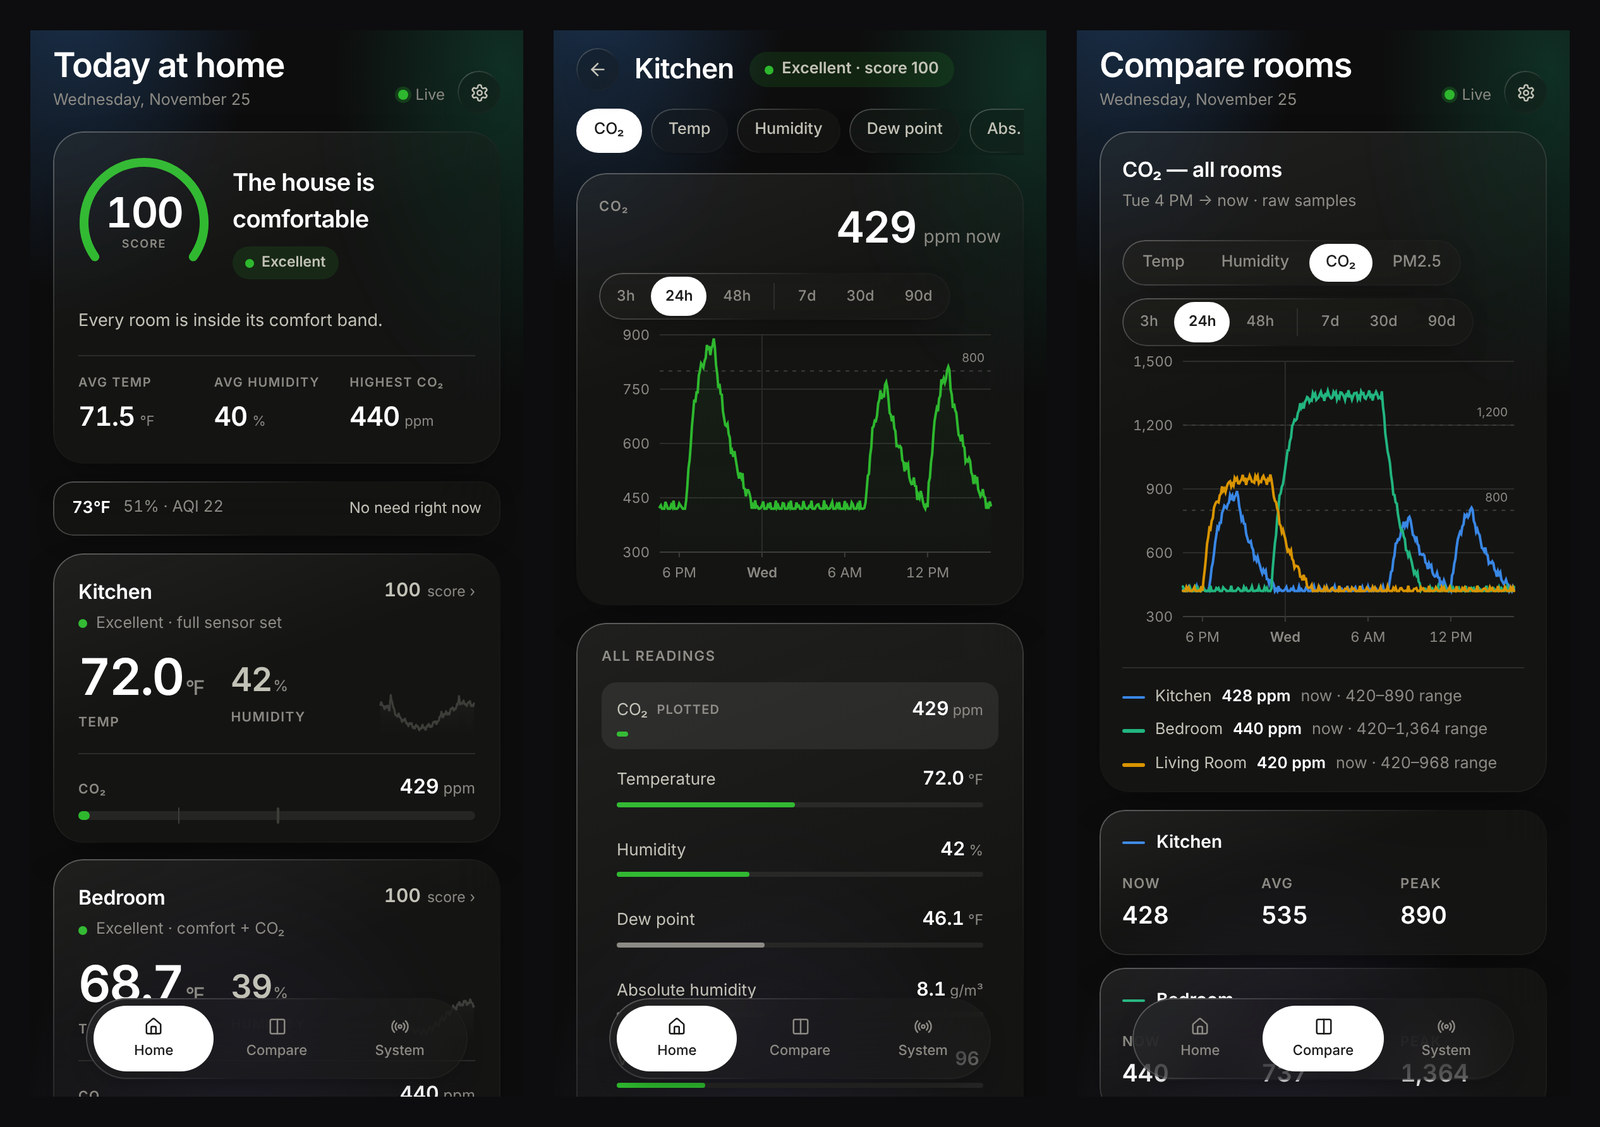 Today at home
Wednesday, November 25
Live
100
SCORE
The house is
comfortable
Excellent
Every room is inside its comfort band.
AVG TEMP
AVG HUMIDITY
HIGHEST CO₂
71.5 °F
40 %
440 ppm
73°F 51% · AQI 22
No need right now
Kitchen
100 score ›
Excellent · full sensor set
72.0 °F
42 %
TEMP
HUMIDITY
CO₂
429 ppm
Bedroom
100 score ›
Excellent · comfort + CO₂
68.7 °F
39 %
Home
Compare
System
CO₂
440 ppm
Kitchen
Excellent · score 100
CO₂
Temp
Humidity
Dew point
Abs.
CO₂
429 ppm now
3h
24h
48h
7d
30d
90d
900
800
750
600
450
300
6 PM
Wed
6 AM
12 PM
ALL READINGS
CO₂ PLOTTED
429 ppm
Temperature
72.0 °F
Humidity
42 %
Dew point
46.1 °F
Absolute humidity
8.1 g/m³
Home
Compare
System
96
Compare rooms
Wednesday, November 25
Live
CO₂ — all rooms
Tue 4 PM → now · raw samples
Temp
Humidity
CO₂
PM2.5
3h
24h
48h
7d
30d
90d
1,500
1,200
1,200
900
800
600
300
6 PM
Wed
6 AM
12 PM
Kitchen 428 ppm now · 420–890 range
Bedroom 440 ppm now · 420–1,364 range
Living Room 420 ppm now · 420–968 range
Kitchen
NOW
AVG
PEAK
428
535
890
Bedroom
Home
Compare
System
440
737
1,364